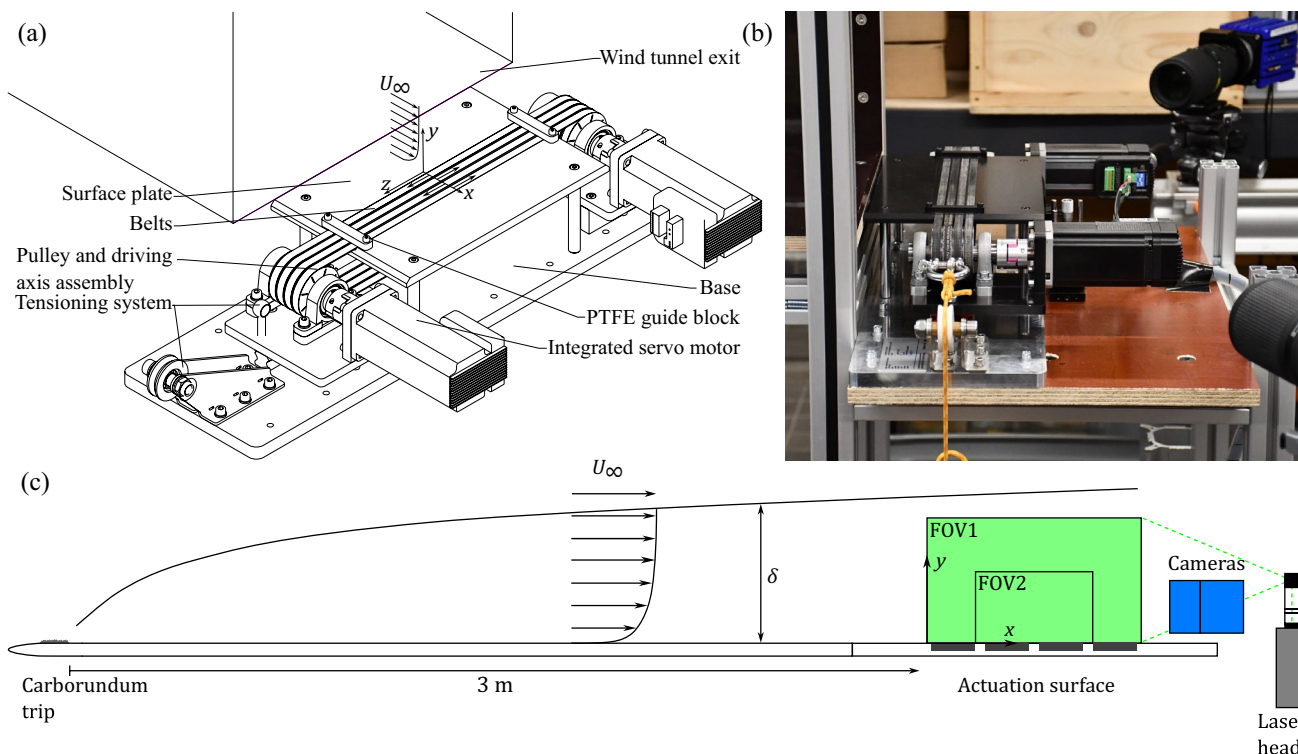 (a)
Wind tunnel exit
U∞
y
z
x
Surface plate
Belts
Pulley and driving
axis assembly
Tensioning system
Base
PTFE guide block
Integrated servo motor
(b)
(c)
U∞
δ
FOV1
y
FOV2
x
Cameras
Carborundum
trip
3 m
Actuation surface
Lase
head